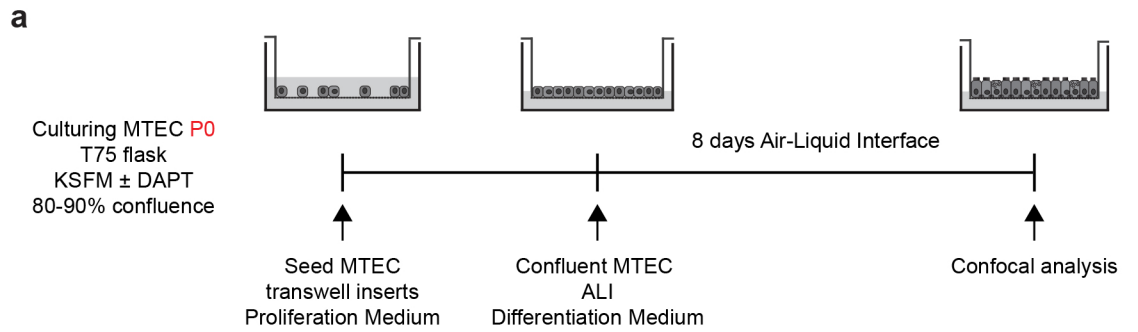 a
Culturing MTEC P0
T75 flask
KSFM ± DAPT
80-90% confluence
8 days Air-Liquid Interface
Seed MTEC
transwell inserts
Proliferation Medium
Confluent MTEC
ALI
Differentiation Medium
Confocal analysis